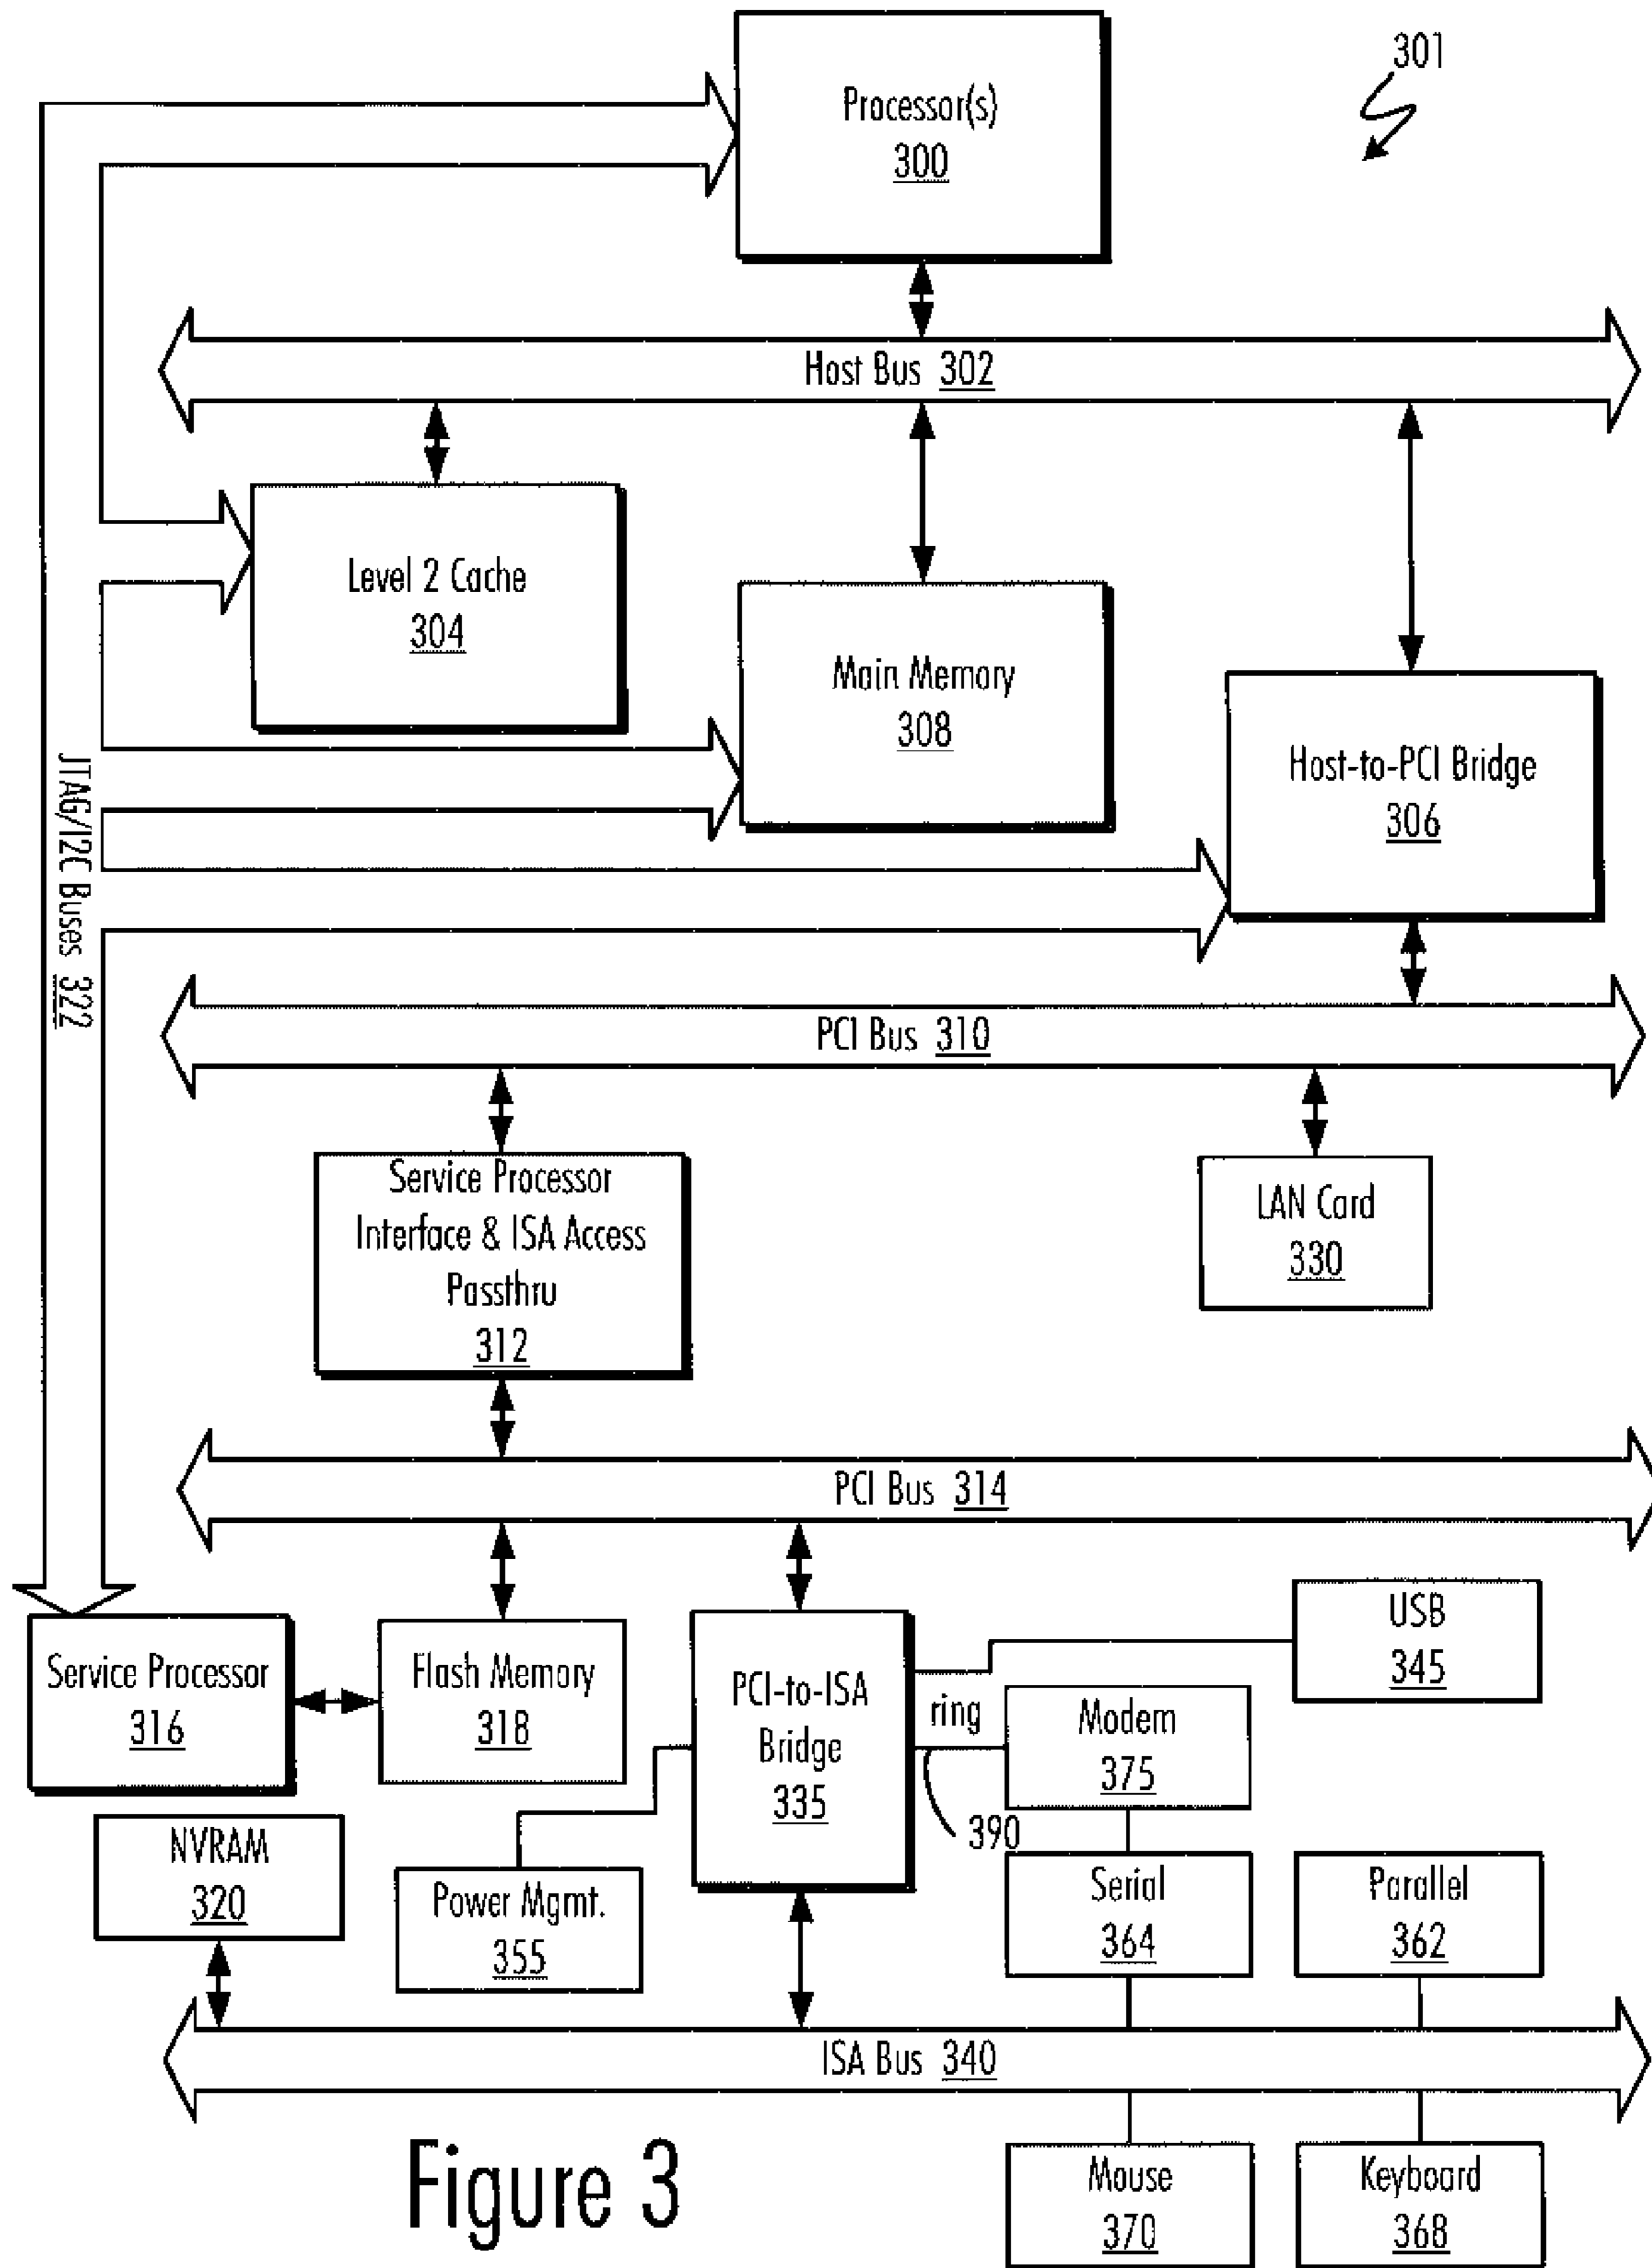 301
Processor(s)
300
Host Bus 302
Level 2 Cache
304
Main Memory
308
Host-to-PCI Bridge
306
JTAG/I2C Buses 322
PCI Bus 310
Service Processor
Interface & ISA Access
Passthru
312
LAN Card
330
PCI Bus 314
USB
345
Service Processor
316
Flash Memory
318
PCI-to-ISA
Bridge
335
ring
Modem
375
390
NVRAM
320
Power Mgmt.
355
Serial
364
Parallel
362
ISA Bus 340
Mouse
370
Keyboard
368
Figure 3